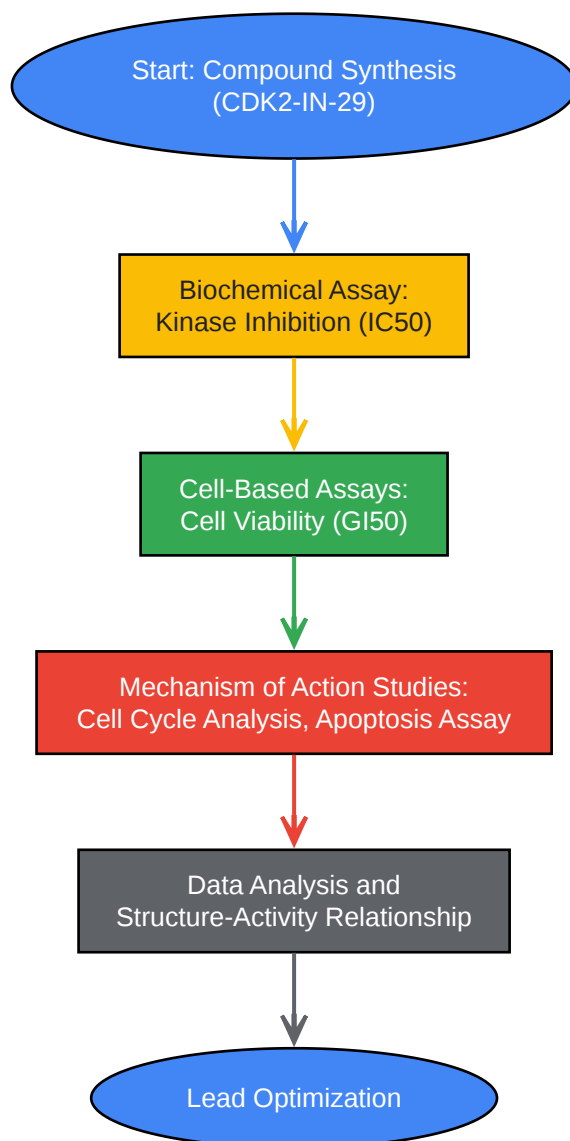 Start: Compound Synthesis
(CDK2-IN-29)
Biochemical Assay:
Kinase Inhibition (IC50)
Cell-Based Assays:
Cell Viability (GI50)
Mechanism of Action Studies:
Cell Cycle Analysis, Apoptosis Assay
Data Analysis and
Structure-Activity Relationship
Lead Optimization